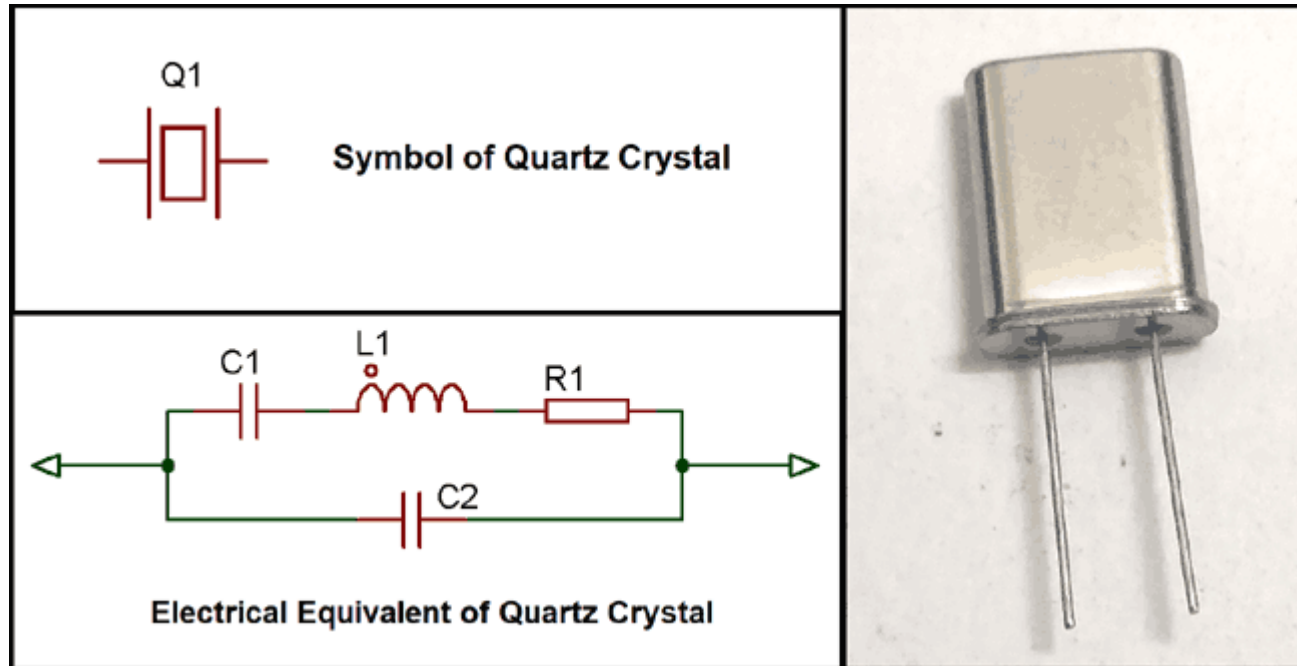 Q1
Symbol of Quartz Crystal
L1
C1
R1
C2
Electrical Equivalent of Quartz Crystal